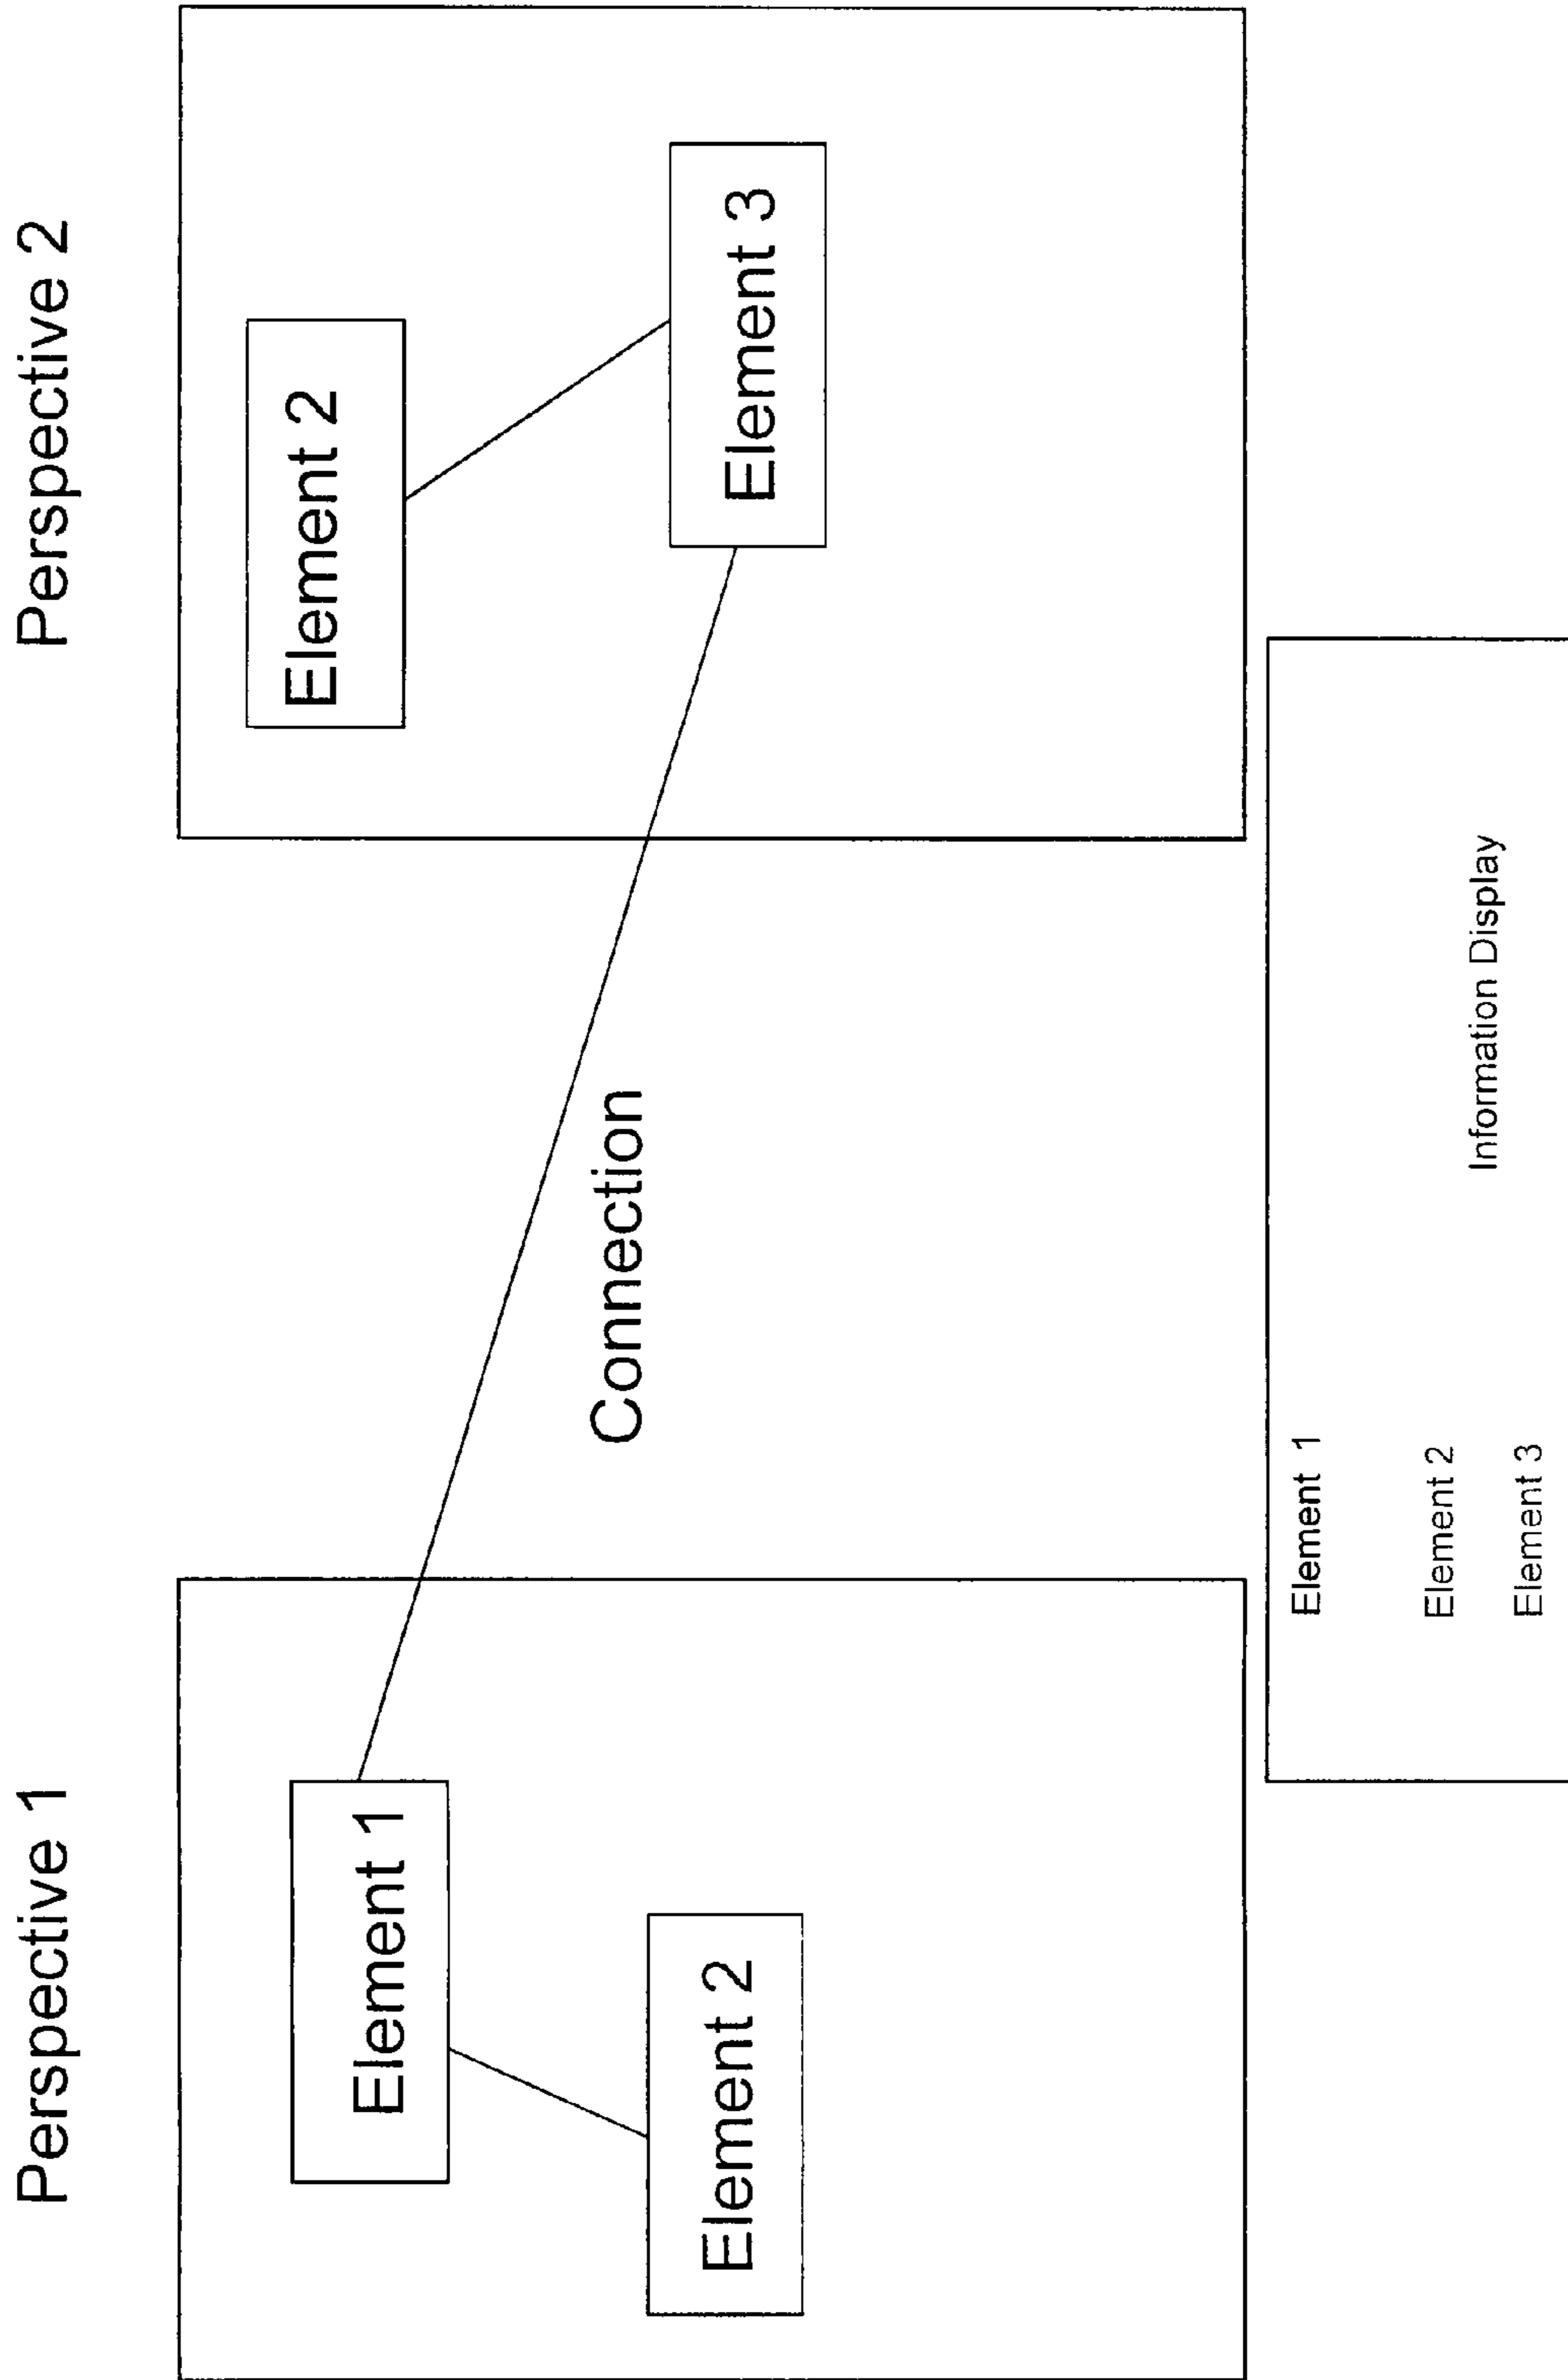 Perspective 1
Perspective 2
Element 1
Element 2
Element 2
Element 3
Connection
Element 1
Element 2
Element 3
Information Display